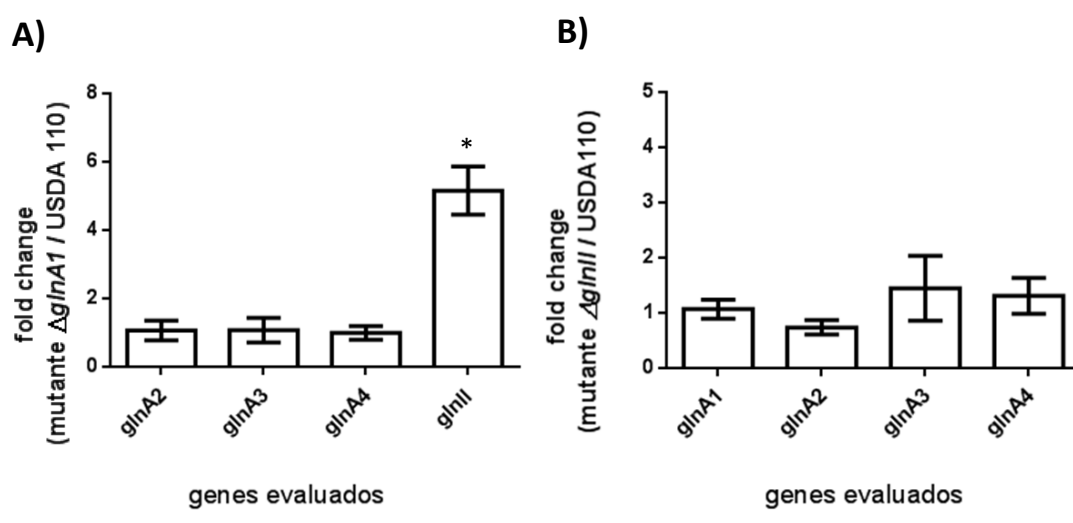 A)
fold change
(mutante ΔglnA1 / USDA 110)
8
6
4
2
0
*
glnA2
glnA3
glnA4
glnII
genes evaluados
B)
fold change
(mutante ΔglnII / USDA110)
5
4
3
2
1
0
glnA1
glnA2
glnA3
glnA4
genes evaluados